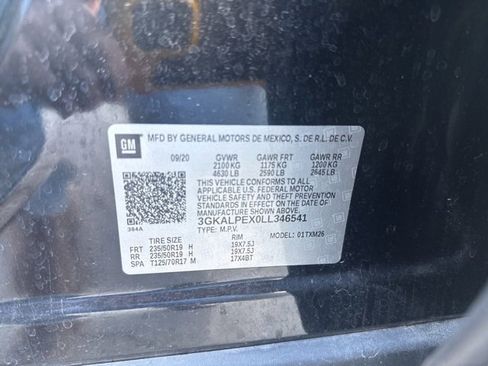 MFD BY GENERAL MOTORS DE MEXICO, S. DE R.L. DE C.V.
GM
09/20 GVWR GAWR FRT GAWR RR
2100 KG 1175 KG 1200 KG
4630 LB 2590 LB 2645 LB
THIS VEHICLE CONFORMS TO ALL
APPLICABLE U.S. FEDERAL MOTOR
VEHICLE SAFETY AND THEFT
PREVENTION STANDARDS IN EFFECT
ON THE DATE OF MANUFACTURE
SHOWN ABOVE.
3GKALPEX0LL346541
384A
TYPE: M.P.V. MODEL: 01TXM26
TIRE SIZE RIM
FRT 235/50R19 H 19X7.5J
RR 235/50R19 H 19X7.5J
SPA T125/70R17 M 17X4BT